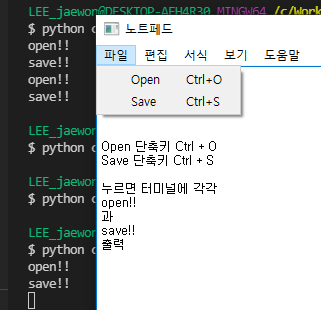 LEE_jaewon@DESKTOP-AFH4R30 MINGW64 /c/Work
$ python c
open!!
save!!
open!!
save!!
LEE_jaewon
$ python c
LEE_jaewon
$ python c
LEE_jaewon
$ python c
open!!
save!!
노트페드
파일 편집 서식 보기 도움말
Open Ctrl+O
Save Ctrl+S
Open 단축키 Ctrl + O
Save 단축키 Ctrl + S
누르면 터미널에 각각
open!!
과
save!!
출력